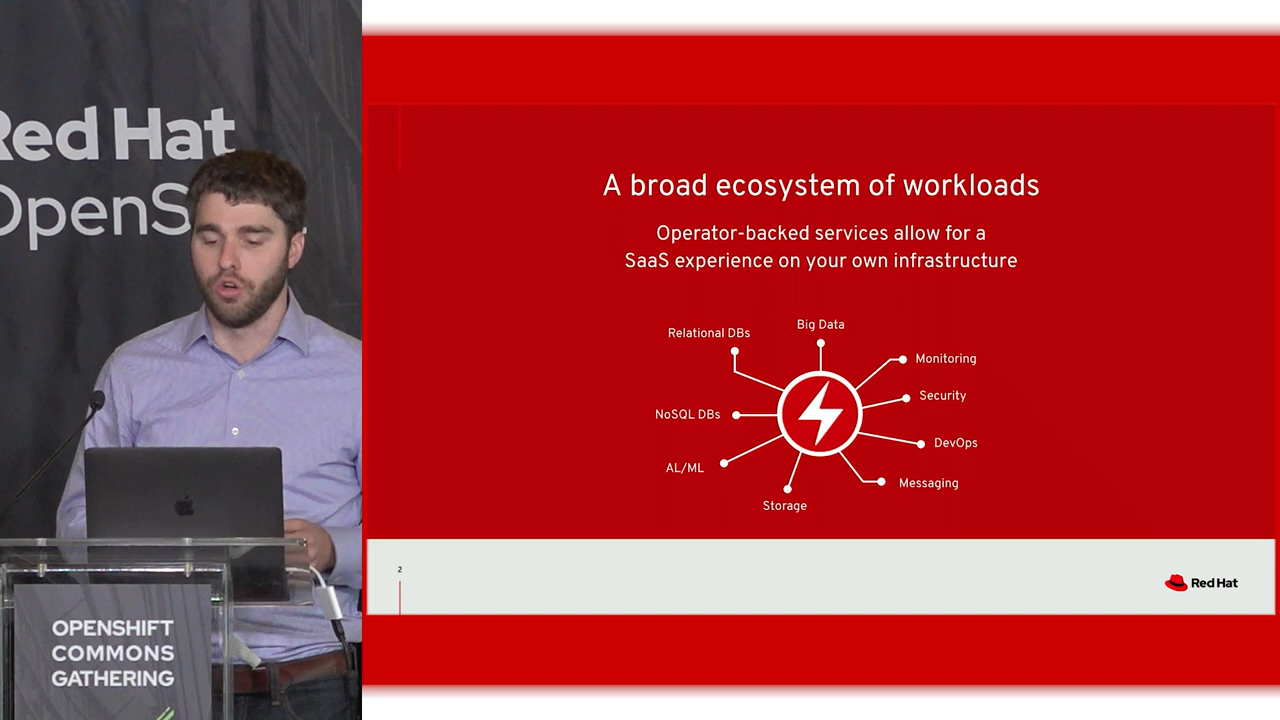 Red Hat
OpenS
OPENSHIFT
COMMONS
GATHERING
A broad ecosystem of workloads
Operator-backed services allow for a
SaaS experience on your own infrastructure
Relational DBs
Big Data
Monitoring
Security
NoSQL DBs
DevOps
AL/ML
Messaging
Storage
2
Red Hat